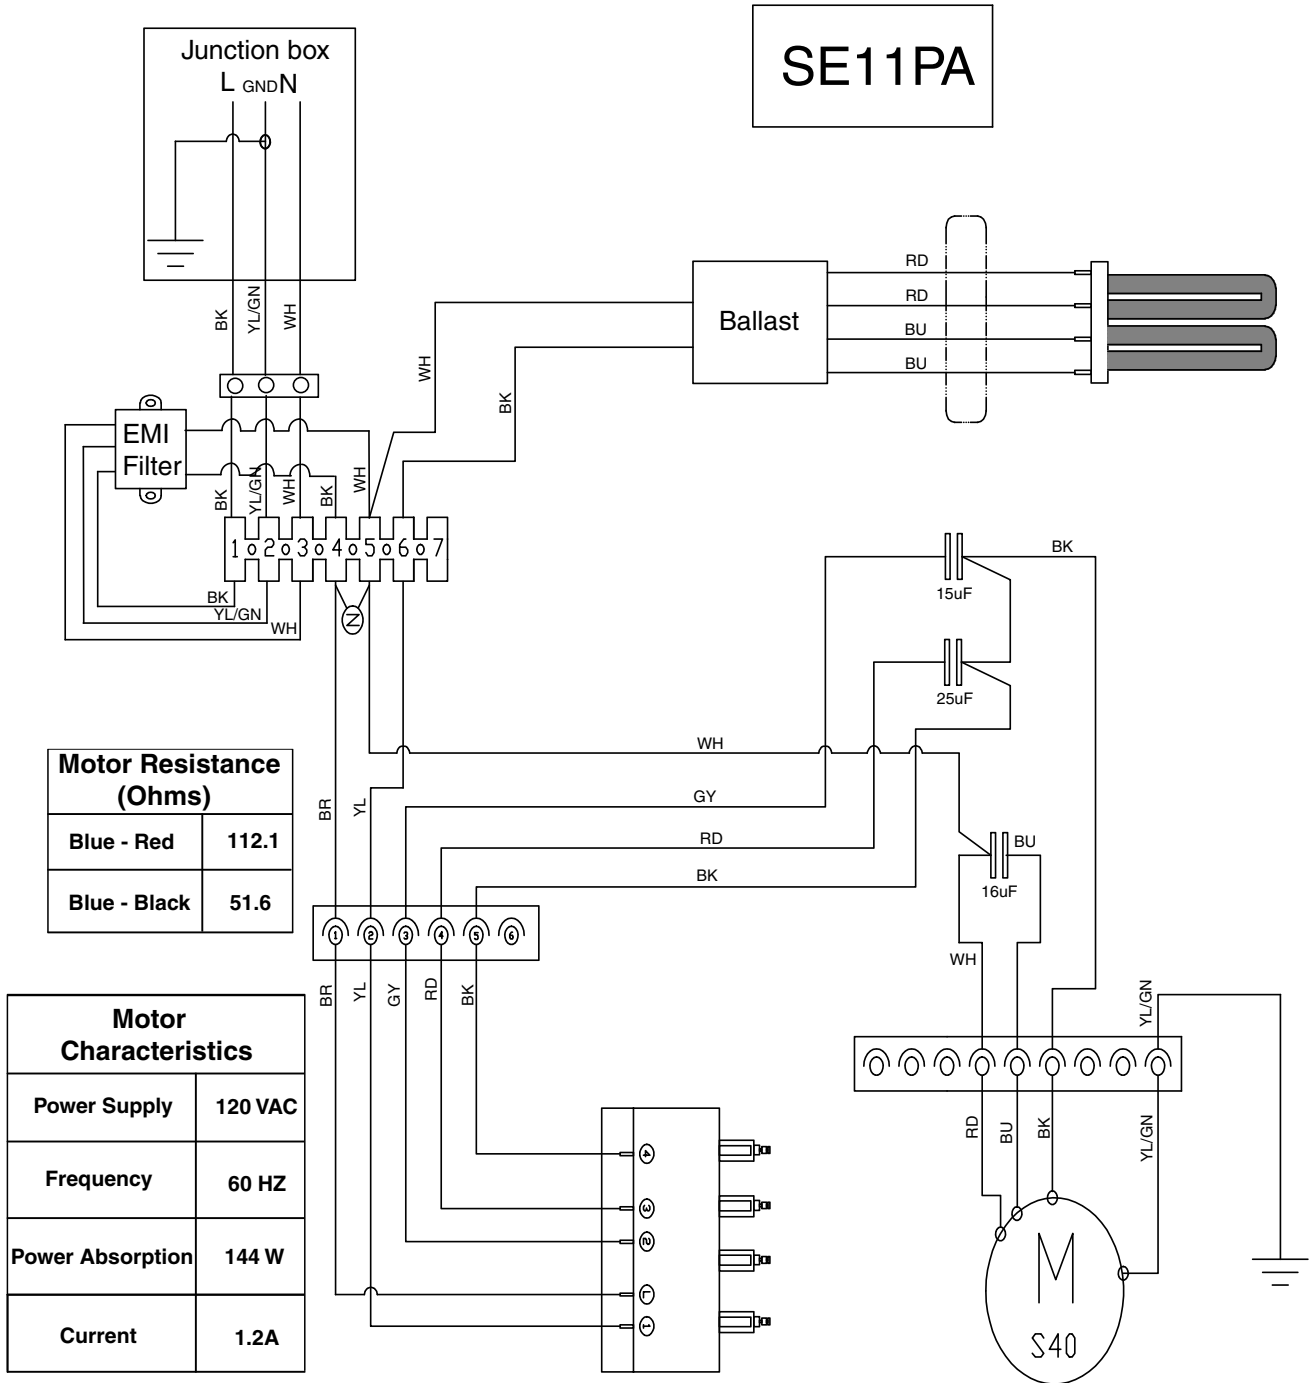 Junction box
L GND N
SE11PA
BK
YL/GN
WH
RD
RD
BU
BU
Ballast
WH
BK
EMI
Filter
BK
YL/GN
WH
BK
WH
1 2 3 4 5 6 7
BK
YL/GN
WH
N
15uF
BK
25uF
WH
GY
RD
BK
BR
YL
16uF
BU
WH
YL/GN
Motor Resistance
(Ohms)
Blue - Red 112.1
Blue - Black 51.6
1 2 3 4 5 6
BR
YL
GY
RD
BK
Motor
Characteristics
Power Supply 120 VAC
Frequency 60 HZ
Power Absorption 144 W
Current 1.2A
4
3
2
L
1
RD
BU
BK
YL/GN
M
S40